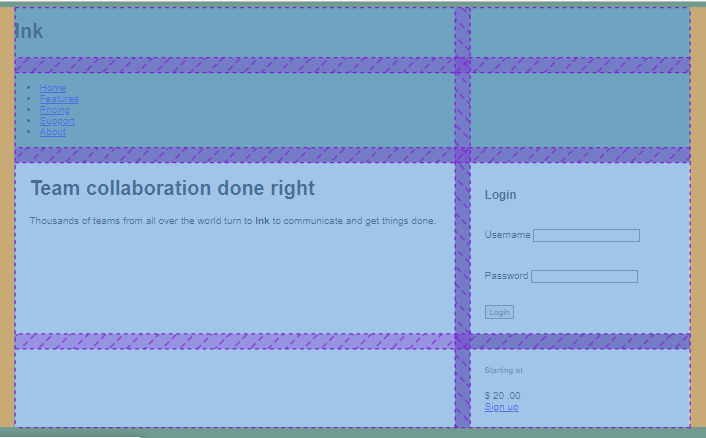 Ink
Home
Features
Pricing
Support
About
Team collaboration done right
Thousands of teams from all over the world turn to Ink to communicate and get things done.
Login
Username
Password
Login
Starting at
$ 20 .00
Sign up